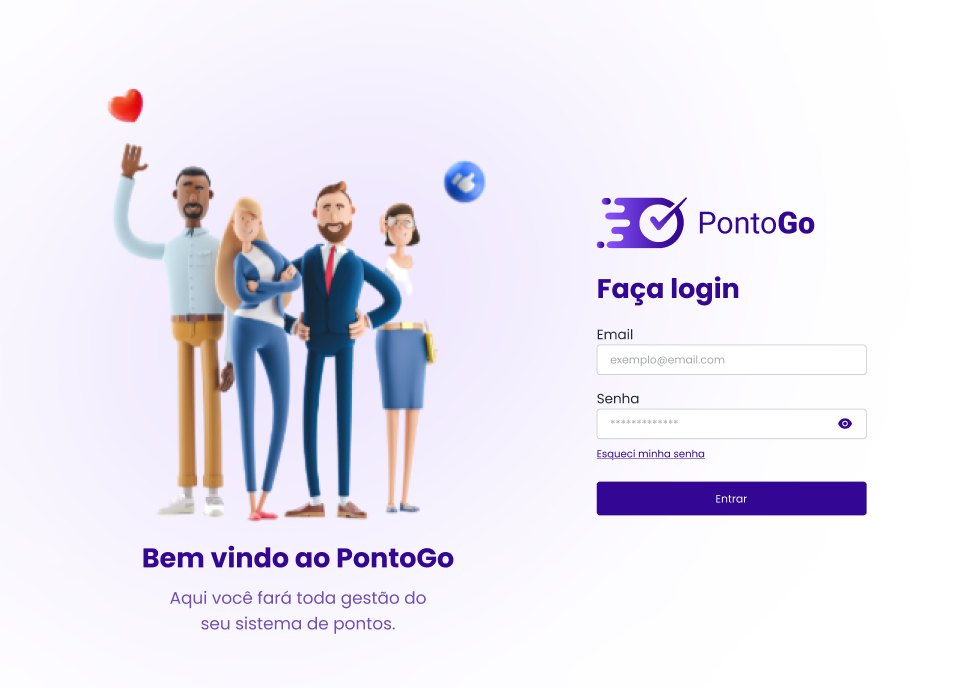 Bem vindo ao PontoGo
Aqui você fará toda gestão do
seu sistema de pontos.
PontoGo
Faça login
Email
exemplo@email.com
Senha
*************
Esqueci minha senha
Entrar